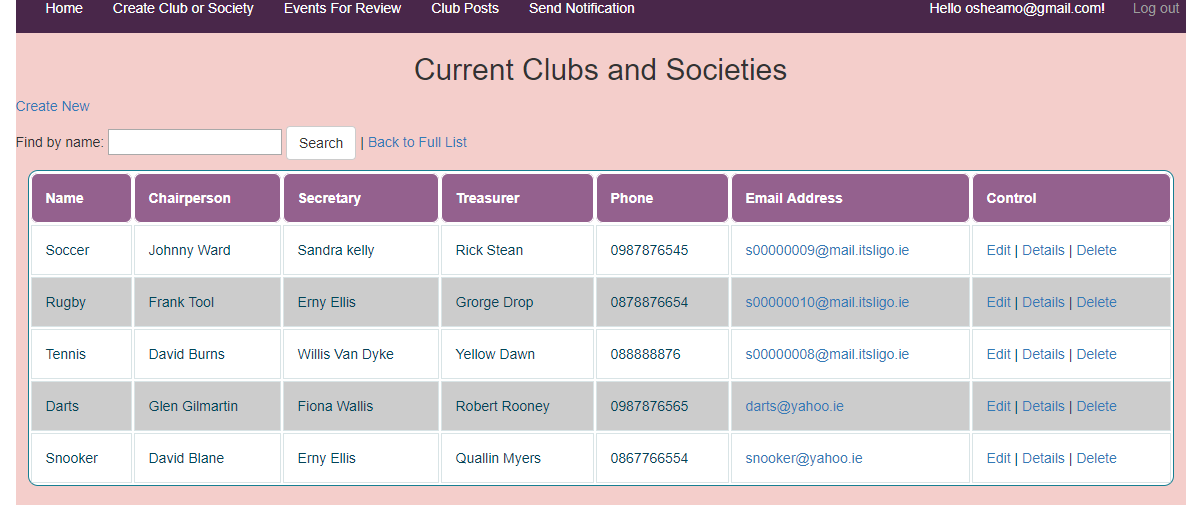 Home Create Club or Society Events For Review Club Posts Send Notification Hello osheamo@gmail.com! Log out
Current Clubs and Societies
Create New
Find by name: Search | Back to Full List
Name Chairperson Secretary Treasurer Phone Email Address Control
Soccer Johnny Ward Sandra kelly Rick Stean 0987876545 s00000009@mail.itsligo.ie Edit | Details | Delete
Rugby Frank Tool Erny Ellis Grorge Drop 0878876654 s00000010@mail.itsligo.ie Edit | Details | Delete
Tennis David Burns Willis Van Dyke Yellow Dawn 088888876 s00000008@mail.itsligo.ie Edit | Details | Delete
Darts Glen Gilmartin Fiona Wallis Robert Rooney 0987876565 darts@yahoo.ie Edit | Details | Delete
Snooker David Blane Erny Ellis Quallin Myers 0867766554 snooker@yahoo.ie Edit | Details | Delete